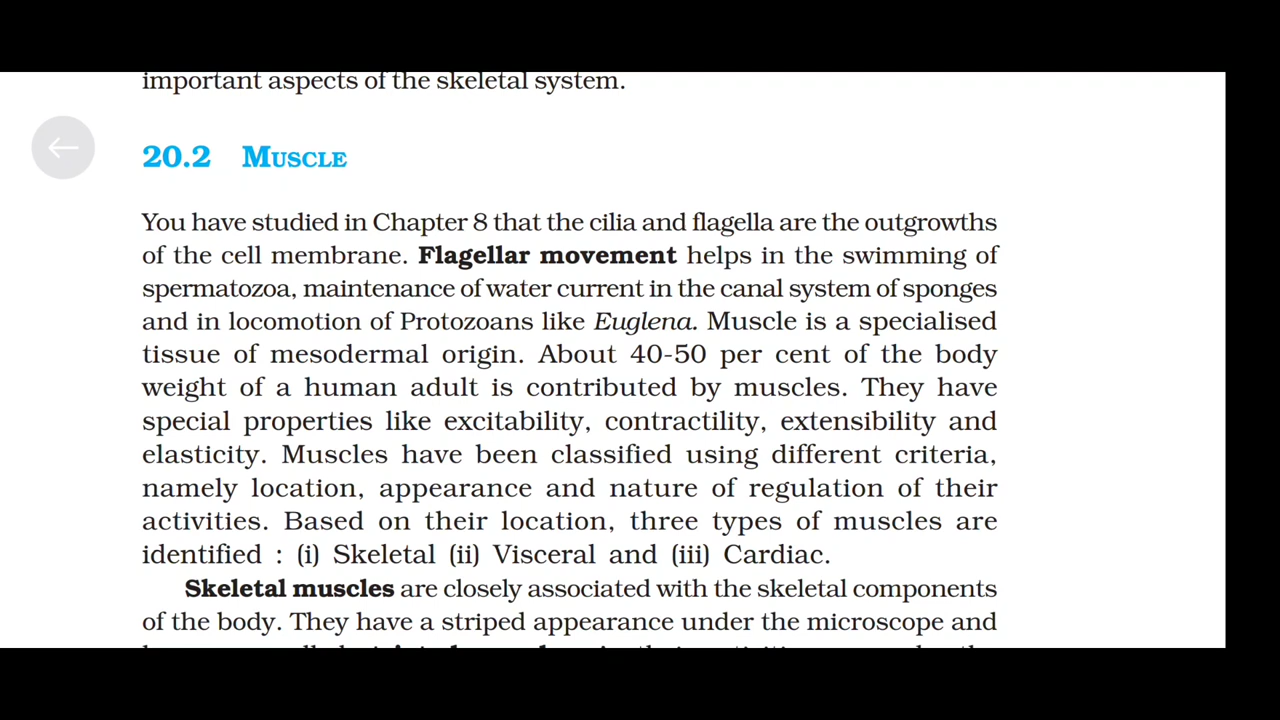 important aspects of the skeletal system.
20.2 Muscle
You have studied in Chapter 8 that the cilia and flagella are the outgrowths
of the cell membrane. Flagellar movement helps in the swimming of
spermatozoa, maintenance of water current in the canal system of sponges
and in locomotion of Protozoans like Euglena. Muscle is a specialised
tissue of mesodermal origin. About 40-50 per cent of the body
weight of a human adult is contributed by muscles. They have
special properties like excitability, contractility, extensibility and
elasticity. Muscles have been classified using different criteria,
namely location, appearance and nature of regulation of their
activities. Based on their location, three types of muscles are
identified : (i) Skeletal (ii) Visceral and (iii) Cardiac.
Skeletal muscles are closely associated with the skeletal components
of the body. They have a striped appearance under the microscope and